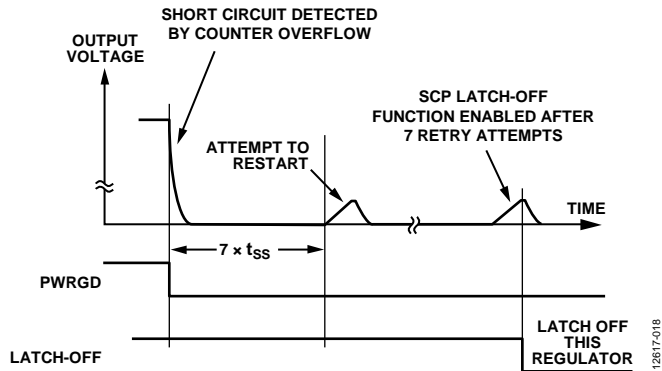 SHORT CIRCUIT DETECTED
BY COUNTER OVERFLOW
OUTPUT
VOLTAGE
SCP LATCH-OFF
FUNCTION ENABLED AFTER
7 RETRY ATTEMPTS
ATTEMPT TO
RESTART
TIME
7 × tSS
PWRGD
LATCH OFF
THIS
REGULATOR
LATCH-OFF
12617-018